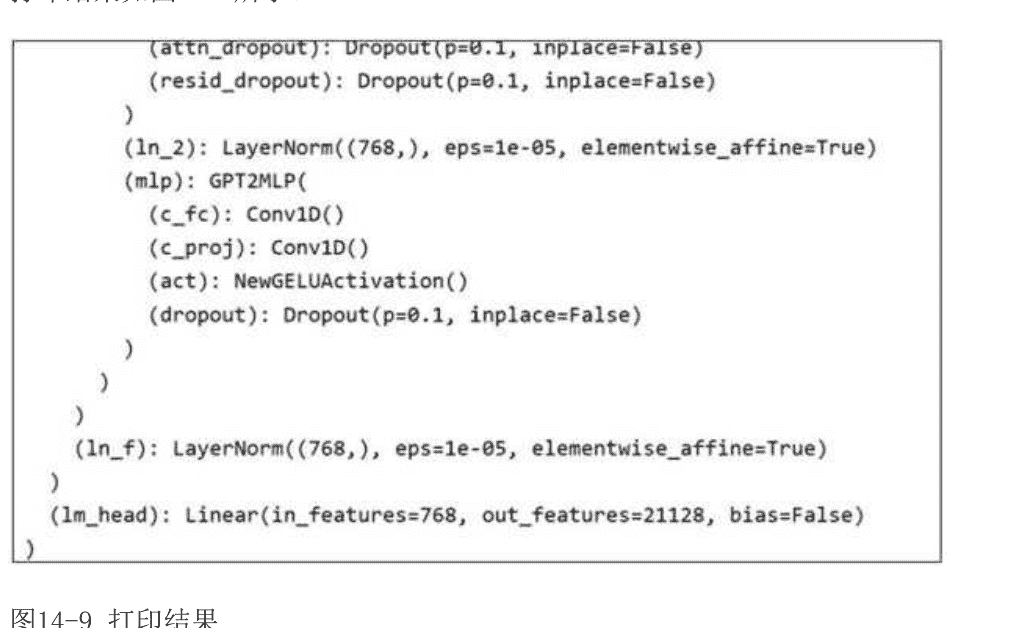 (attn_dropout): Dropout(p=0.1, inplace=False)
(resid_dropout): Dropout(p=0.1, inplace=False)
)
(ln_2): LayerNorm((768,), eps=1e-05, elementwise_affine=True)
(mlp): GPT2MLP(
(c_fc): Conv1D()
(c_proj): Conv1D()
(act): NewGELUActivation()
(dropout): Dropout(p=0.1, inplace=False)
)
)
)
(ln_f): LayerNorm((768,), eps=1e-05, elementwise_affine=True)
)
(lm_head): Linear(in_features=768, out_features=21128, bias=False)
)
图14-9 打印结果